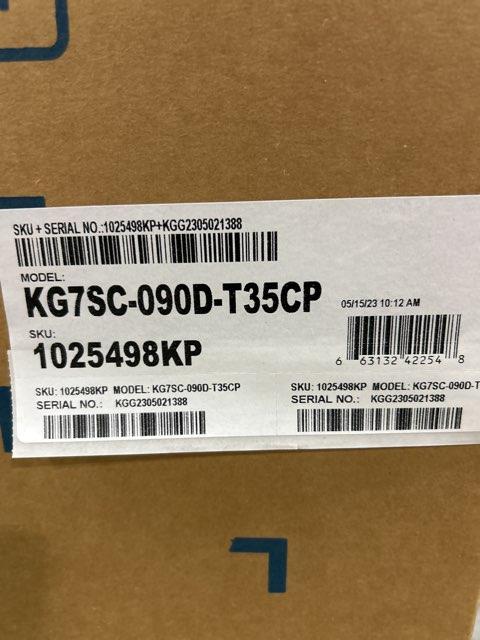 SKU + SERIAL NO.:1025498KP+KGG2305021388
MODEL:
KG7SC-090D-T35CP
05/15/23 10:12 AM
SKU:
1025498KP
6 63132 42254 8
SKU: 1025498KP MODEL: KG7SC-090D-T35CP
SERIAL NO.: KGG2305021388
SKU: 1025498KP MODEL: KG7SC-090D-T
SERIAL NO.: KGG2305021388